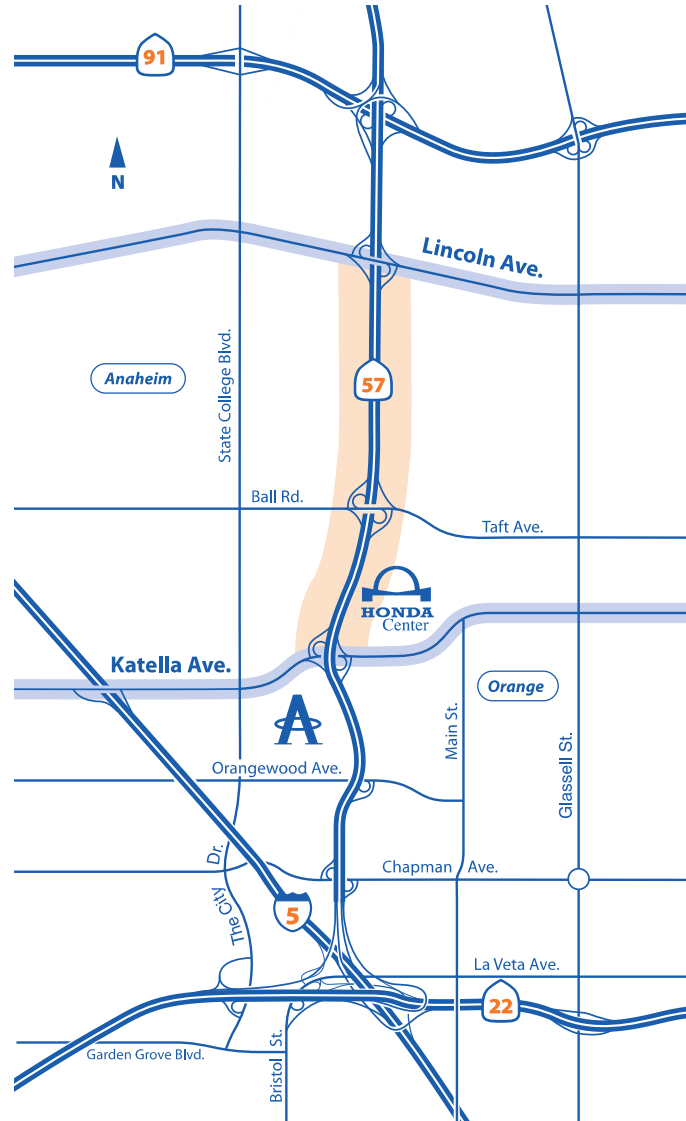 91
N
Lincoln Ave.
State College Blvd.
Anaheim
57
Ball Rd.
Taft Ave.
HONDA
Center
Katella Ave.
Orange
Main St.
Glassell St.
A
Orangewood Ave.
The City Dr.
Chapman Ave.
5
La Veta Ave.
22
Garden Grove Blvd.
Bristol St.